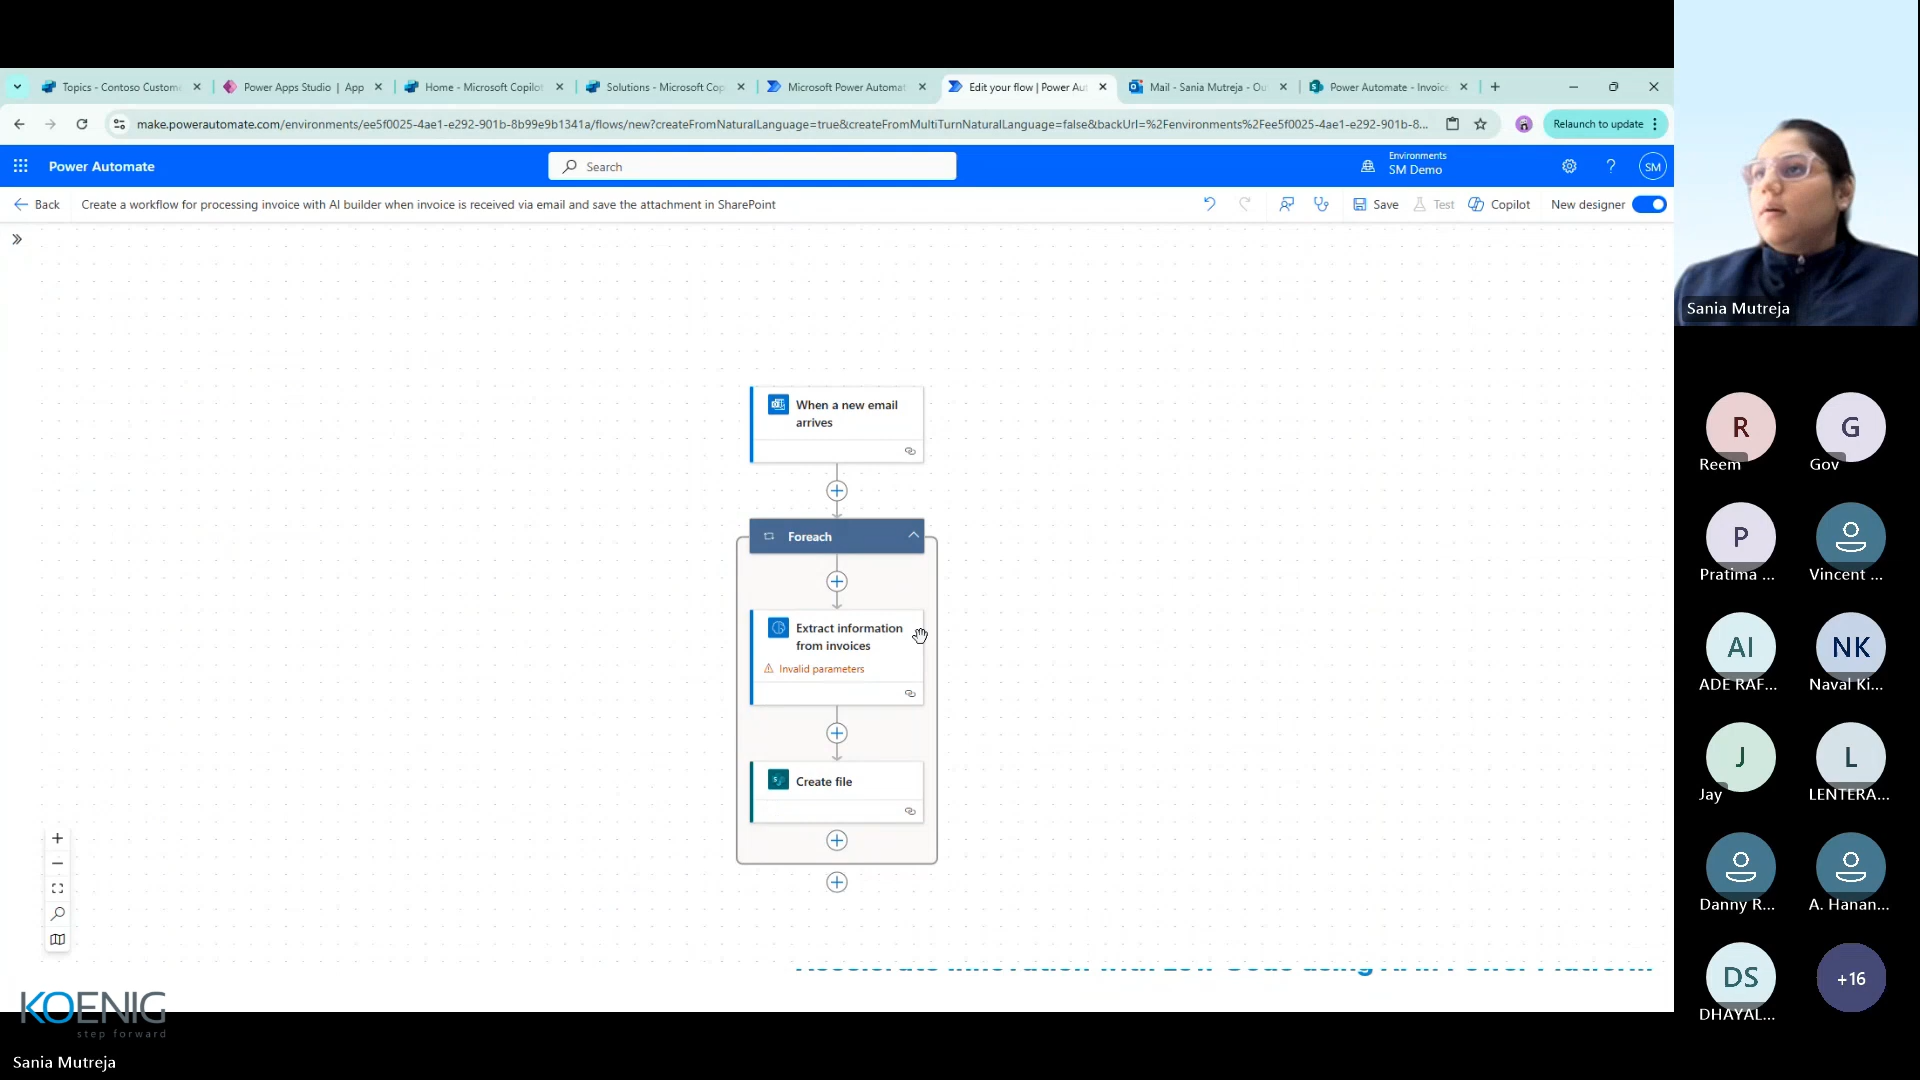 Topics - Contoso Custom
Power Apps Studio | App
Home - Microsoft Copilot
Solutions - Microsoft Cop
Microsoft Power Automat
Edit your flow | Power Au
Mail - Sania Mutreja - Ou
Power Automate - Invoic
make.powerautomate.com/environments/ee5f0025-4ae1-e292-901b-8b99e9b1341a/flows/new?createFromNaturalLanguage=true&createFromMultiTurnNaturalLanguage=false&backUrl=%2Fenvironments%2Fee5f0025-4ae1-e292-901b-8...
Relaunch to update
Power Automate
Search
Environments
SM Demo
?
SM
Back
Create a workflow for processing invoice with AI builder when invoice is received via email and save the attachment in SharePoint
Save
Test
Copilot
New designer
When a new email
arrives
Foreach
Extract information
from invoices
Invalid parameters
Create file
KOENIG
step forward
Sania Mutreja
Sania Mutreja
R
Reem
G
Gov
P
Pratima ...
Vincent ...
AI
ADE RAF...
NK
Naval Ki...
J
Jay
L
LENTERA...
Danny R...
A. Hanan...
DS
DHAYAL...
+16